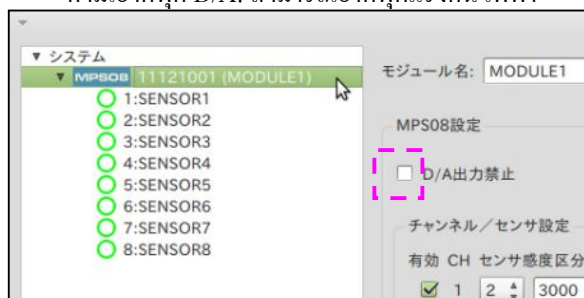 ▼ システム
▼ MPS08 11121001 (MODULE1)
1:SENSOR1
2:SENSOR2
3:SENSOR3
4:SENSOR4
5:SENSOR5
6:SENSOR6
7:SENSOR7
8:SENSOR8
モジュール名: MODULE1
MPS08設定
D/A出力禁止
チャンネル／センサ設定
有効 CH センサ感度区分
1 2 3000